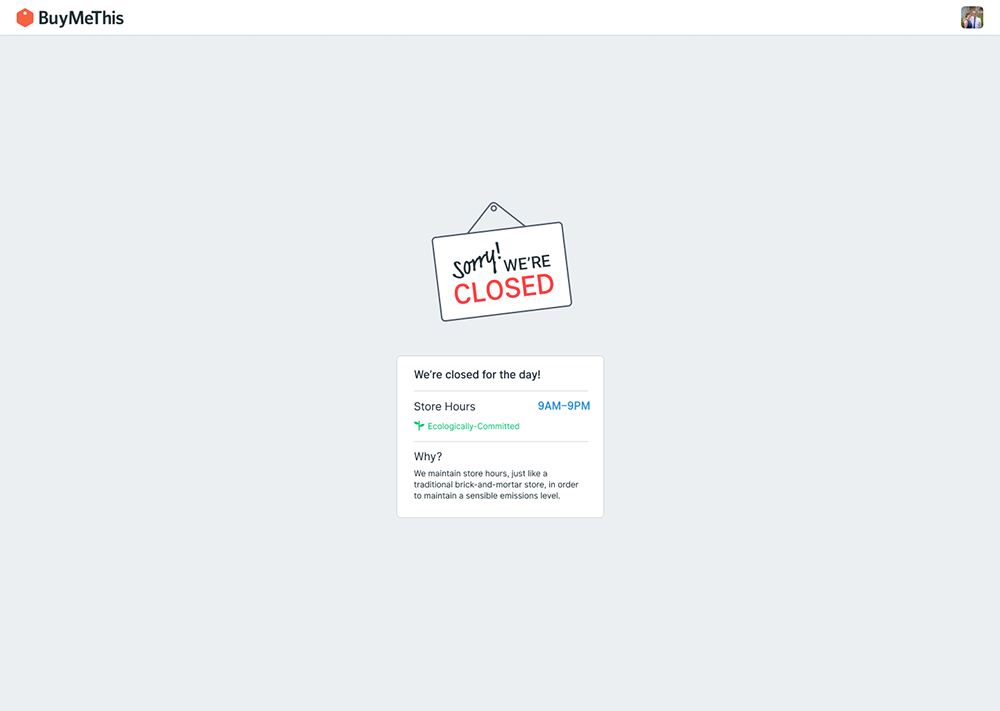 BuyMeThis
sorry! WE'RE
CLOSED
We're closed for the day!
Store Hours 9AM–9PM
Ecologically-Committed
Why?
We maintain store hours, just like a
traditional brick-and-mortar store, in order
to maintain a sensible emissions level.